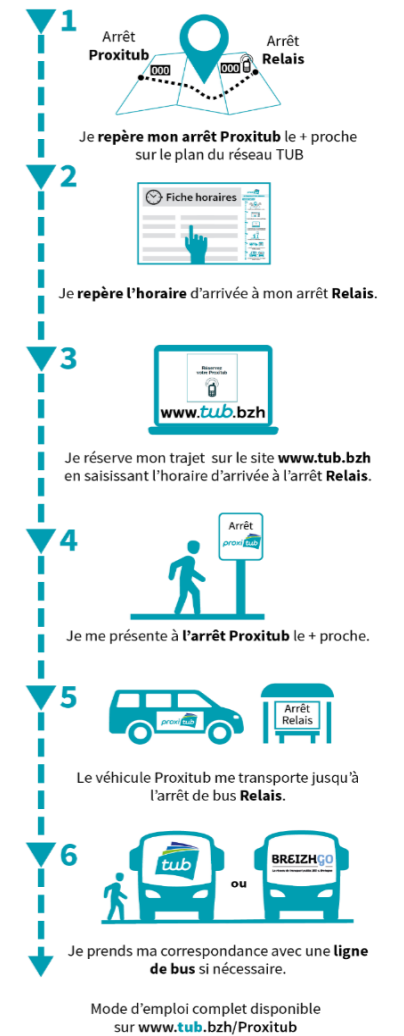 1
Arrêt
Proxitub
Arrêt
Relais
000
000
Je repère mon arrêt Proxitub le + proche
sur le plan du réseau TUB
2
Fiche horaires
Je repère l'horaire d'arrivée à mon arrêt Relais.
3
Réservez
votre Proxitub
www.tub.bzh
Je réserve mon trajet sur le site www.tub.bzh
en saisissant l'horaire d'arrivée à l'arrêt Relais.
4
Arrêt
proxitub
Je me présente à l'arrêt Proxitub le + proche.
5
proxitub
Arrêt
Relais
Le véhicule Proxitub me transporte jusqu'à
l'arrêt de bus Relais.
6
tub
ou
BREIZHGO
Je prends ma correspondance avec une ligne
de bus si nécessaire.
Mode d'emploi complet disponible
sur www.tub.bzh/Proxitub